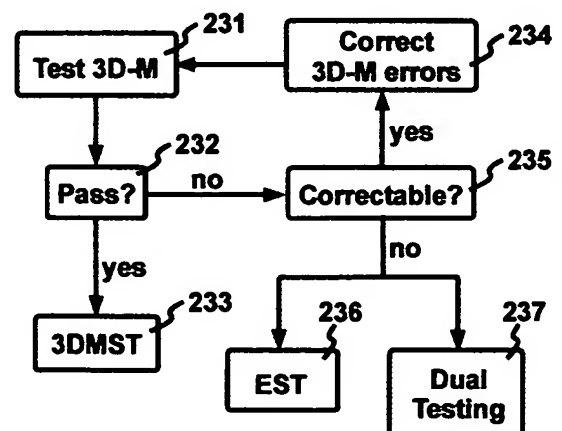 231
Test 3D-M
Correct
3D-M errors
234
yes
232
Pass?
no
Correctable?
235
yes
no
233
3DMST
236
EST
237
Dual
Testing